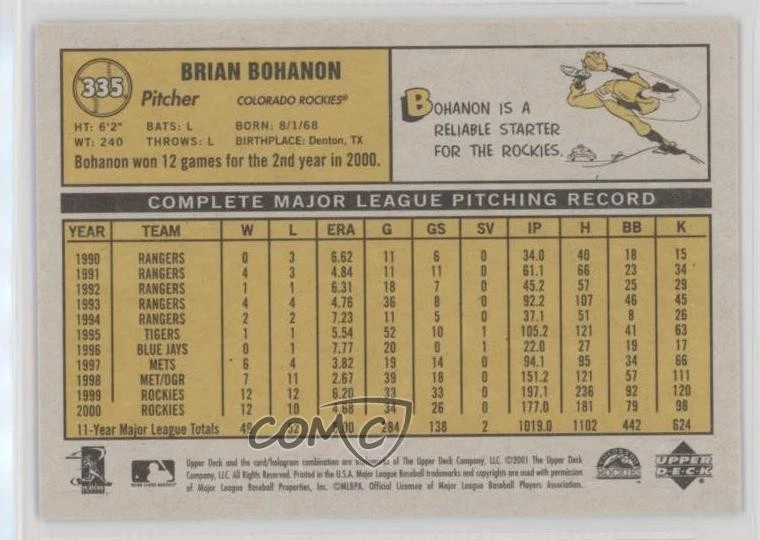 335
BRIAN BOHANON
Pitcher COLORADO ROCKIES®
HT: 6'2" BATS: L BORN: 8/1/68
WT: 240 THROWS: L BIRTHPLACE: Denton, TX
Bohanon won 12 games for the 2nd year in 2000.
BOHANON IS A
RELIABLE STARTER
FOR THE ROCKIES.
COMPLETE MAJOR LEAGUE PITCHING RECORD
YEAR TEAM W L ERA G GS SV IP H BB K
1990 RANGERS 0 3 6.62 11 6 0 34.0 40 18 15
1991 RANGERS 4 3 4.84 11 11 0 61.1 66 23 34
1992 RANGERS 1 1 6.31 18 7 0 45.2 57 25 29
1993 RANGERS 4 4 4.76 36 8 0 92.2 107 46 45
1994 RANGERS 2 2 7.23 11 5 0 37.1 51 8 26
1995 TIGERS 1 1 5.54 52 10 1 105.2 121 41 63
1996 BLUE JAYS 0 1 7.77 20 0 1 22.0 27 19 17
1997 METS 6 4 3.82 19 14 0 94.1 95 34 66
1998 MET/DGR 7 11 2.67 39 18 0 151.2 121 57 111
1999 ROCKIES 12 12 6.20 33 33 0 197.1 236 92 120
2000 ROCKIES 12 10 4.68 34 26 0 177.0 181 79 98
11-Year Major League Totals 284 138 2 1019.0 1102 442 624
COMC
Upper Deck and the card/hologram combination are trademarks of The Upper Deck Company, LLC. ©2001 The Upper Deck
Company, LLC. All Rights Reserved. Printed in the U.S.A. Major League Baseball trademarks and copyrights are used with permission
of Major League Baseball Properties, Inc. ©MLBPA. Official Licensee of Major League Baseball Players Association.
ROCKIES
UPPER
DECK